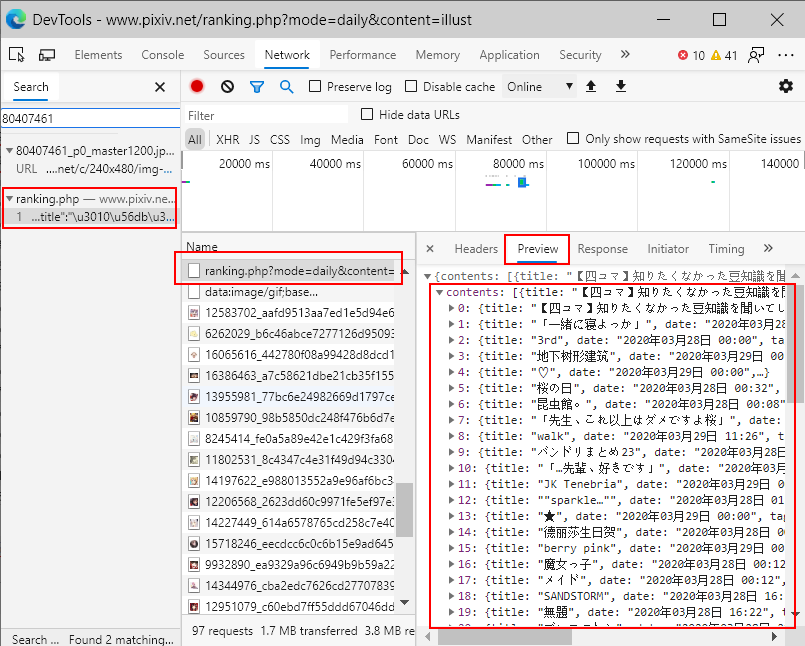 DevTools - www.pixiv.net/ranking.php?mode=daily&content=illust
Elements Console Sources Network Performance Memory Application Security » 10 41 ···
Search × Preserve log Disable cache Online ▼
80407461
Filter Hide data URLs
All XHR JS CSS Img Media Font Doc WS Manifest Other Only show requests with SameSite issues
20000 ms 40000 ms 60000 ms 80000 ms 100000 ms 120000 ms 140000
80407461_p0_master1200.jp...
URL ....net/c/240x480/img-...
ranking.php — www.pixiv.ne...
1 ...title":"\u3010\u56db\u3...
Name
ranking.php?mode=daily&content=
data:image/gif;base...
12583702_aafd9513aa7ed1e5d94e6
6262029_b6c46abce7277126d95093
16065616_442780f08a99428d8dcd1
16386463_a7c58621dbe21cb35f155
13955981_77bc6e24982669d1797ce
10859790_98b5850dc248f476b6d7e
8245414_fe0a5a89e42e1c429f3fa68
11802531_8c4347c4e31f49d94c3304
14197622_e988013552a9e96af6bc3
12206568_2623dd60c9971fe5ef97e3
14227449_614a6578765cd258c7e40
15718246_eecdcc6c0c6b15e9ad645
9932890_ea9329a96c6949b9b59a22
14344976_cba2edc7626cd27707839
12951079_c60ebd7ff55ddd67046dd
97 requests 1.7 MB transferred 3.8 MB re
× Headers Preview Response Initiator Timing »
{contents: [{title: "【四コマ】知りたくなかった豆知識を聞
contents: [{title: "【四コマ】知りたくなかった豆知識を
0: {title: "【四コマ】知りたくなかった豆知識を聞いてし
1: {title: "「一緒に寝よっか」", date: "2020年03月28
2: {title: "3rd", date: "2020年03月28日 00:00", ta
3: {title: "地下树形建筑", date: "2020年03月29日 00
4: {title: "♡", date: "2020年03月29日 00:00",…}
5: {title: "桜の日", date: "2020年03月28日 00:32",
6: {title: "昆虫館。", date: "2020年03月28日 00:08"
7: {title: "「先生、これ以上はダメですよ桜」", date:
8: {title: "walk", date: "2020年03月29日 11:26", t
9: {title: "バンドリまとめ23", date: "2020年03月28日
10: {title: "「…先輩、好きです」", date: "2020年03月
11: {title: "JK Tenebria", date: "2020年03月28日
12: {title: ""sparkle…"", date: "2020年03月28日 01
13: {title: "★", date: "2020年03月29日 00:00", tag
14: {title: "德丽莎生日贺", date: "2020年03月28日 00
15: {title: "berry pink", date: "2020年03月29日 00
16: {title: "魔女っ子", date: "2020年03月28日 00:12"
17: {title: "メイド", date: "2020年03月28日 00:12",
18: {title: "SANDSTORM", date: "2020年03月28日 16:
19: {title: "無題", date: "2020年03月28日 16:22", t
Search ... Found 2 matching...